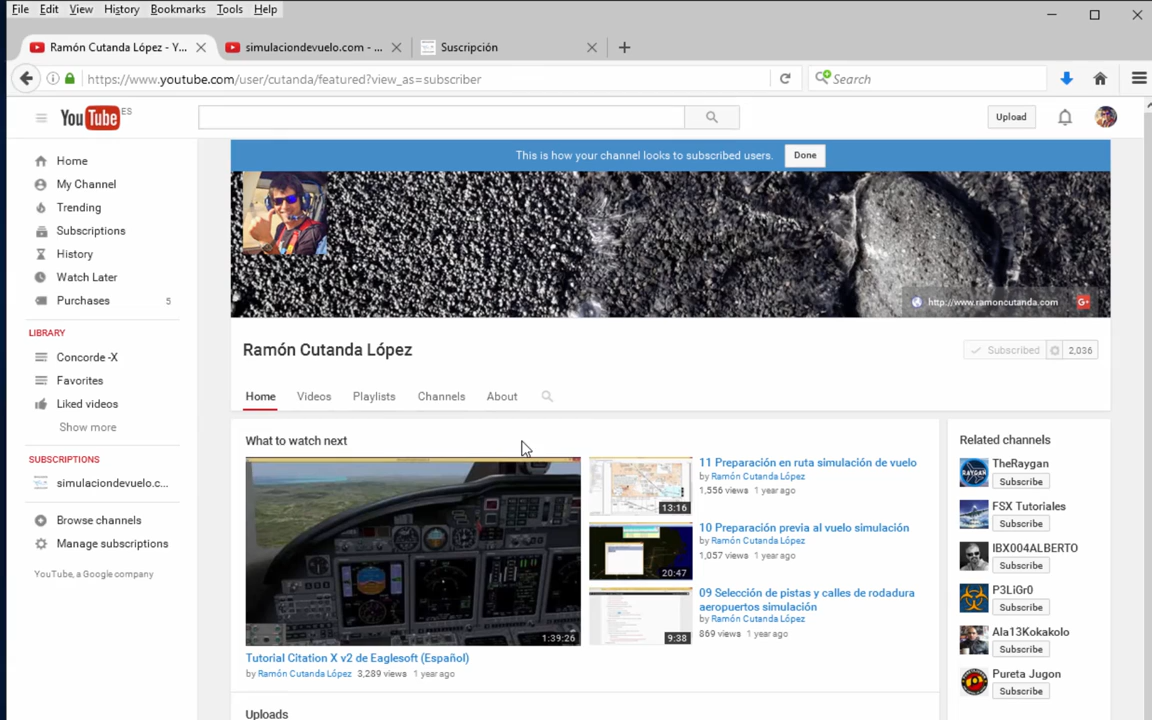 File Edit View History Bookmarks Tools Help
Ramón Cutanda López - Y...
simulaciondevuelo.com - ...
Suscripción
https://www.youtube.com/user/cutanda/featured?view_as=subscriber
Search
YouTube ES
Upload
This is how your channel looks to subscribed users. Done
Home
My Channel
Trending
Subscriptions
History
Watch Later
Purchases 5
LIBRARY
Concorde -X
Favorites
Liked videos
Show more
SUBSCRIPTIONS
simulaciondevuelo.c...
Browse channels
Manage subscriptions
YouTube, a Google company
http://www.ramoncutanda.com G+
Ramón Cutanda López
Subscribed 2,036
Home Videos Playlists Channels About
What to watch next
1:39:26
Tutorial Citation X v2 de Eaglesoft (Español)
by Ramón Cutanda López 3,289 views 1 year ago
13:16
11 Preparación en ruta simulación de vuelo
by Ramón Cutanda López
1,556 views 1 year ago
20:47
10 Preparación previa al vuelo simulación
by Ramón Cutanda López
1,057 views 1 year ago
9:38
09 Selección de pistas y calles de rodadura
aeropuertos simulación
by Ramón Cutanda López
869 views 1 year ago
Uploads
Related channels
TheRaygan
Subscribe
FSX Tutoriales
Subscribe
IBX004ALBERTO
Subscribe
P3LiGr0
Subscribe
Ala13Kokakolo
Subscribe
Pureta Jugon
Subscribe